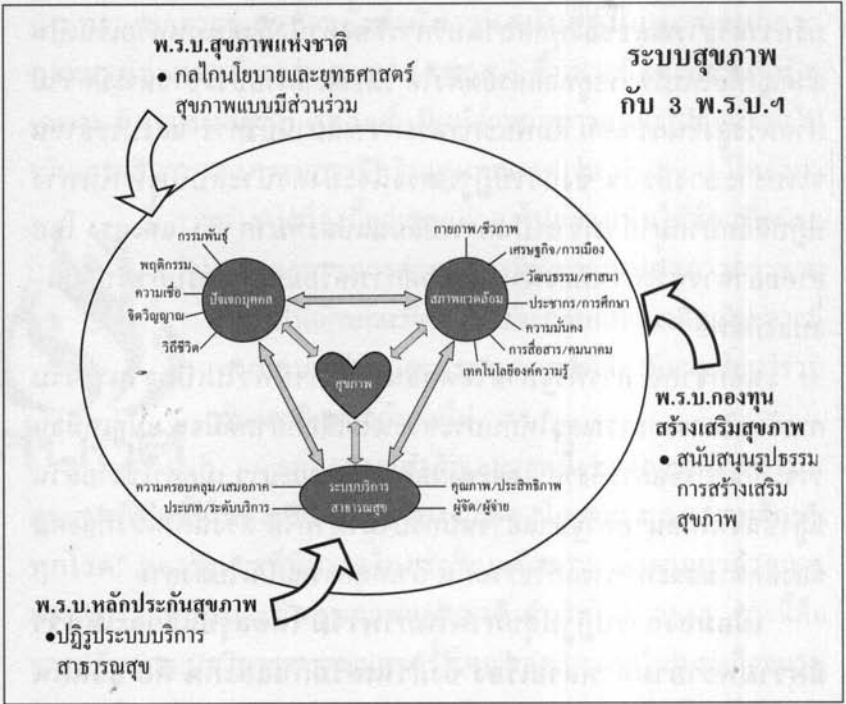 พ.ร.บ.สุขภาพแห่งชาติ
● กลไกนโยบายและยุทธศาสตร์
สุขภาพแบบมีส่วนร่วม
ระบบสุขภาพ
กับ 3 พ.ร.บ.ฯ
กรรมพันธุ์
พฤติกรรม
ความเชื่อ
จิตวิญญาณ
วิถีชีวิต
ปัจเจกบุคคล
กายภาพ/ชีวภาพ
เศรษฐกิจ/การเมือง
วัฒนธรรม/ศาสนา
ประชากร/การศึกษา
ความมั่นคง
การสื่อสาร/คมนาคม
เทคโนโลยีองค์ความรู้
สภาพแวดล้อม
สุขภาพ
ความครอบคลุม/เสมอภาค
ประเภท/ระดับบริการ
ระบบบริการ
สาธารณสุข
คุณภาพ/ประสิทธิภาพ
ผู้จัด/ผู้จ่าย
พ.ร.บ.กองทุน
สร้างเสริมสุขภาพ
● สนับสนุนรูปธรรม
การสร้างเสริม
สุขภาพ
พ.ร.บ.หลักประกันสุขภาพ
● ปฏิรูประบบบริการ
สาธารณสุข